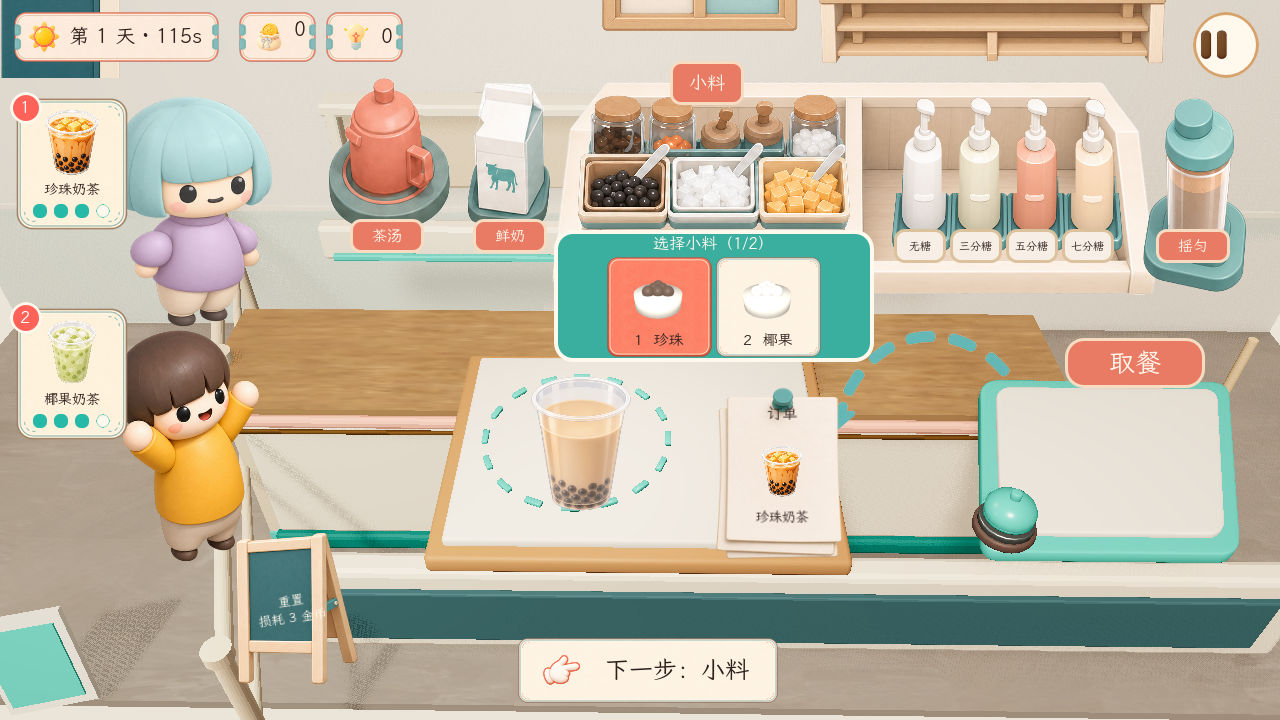 第 1 天·115s
0
0
小料
1
珍珠奶茶
2
椰果奶茶
茶汤
鲜奶
选择小料 (1/2)
1 珍珠
2 椰果
无糖
三分糖
五分糖
七分糖
摇匀
取餐
订单
珍珠奶茶
重置
损耗 3 金币
下一步: 小料